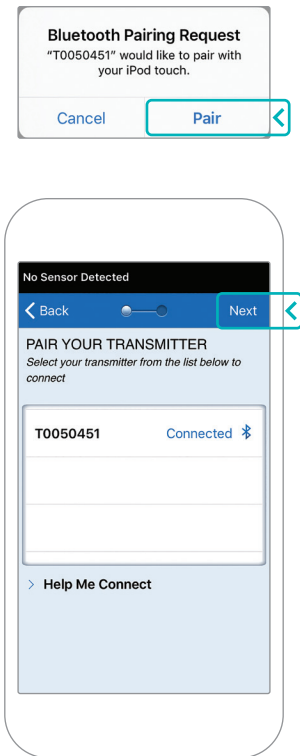 Bluetooth Pairing Request
“T0050451” would like to pair with
your iPod touch.
Cancel Pair
No Sensor Detected
Back Next
PAIR YOUR TRANSMITTER
Select your transmitter from the list below to
connect
T0050451 Connected
> Help Me Connect